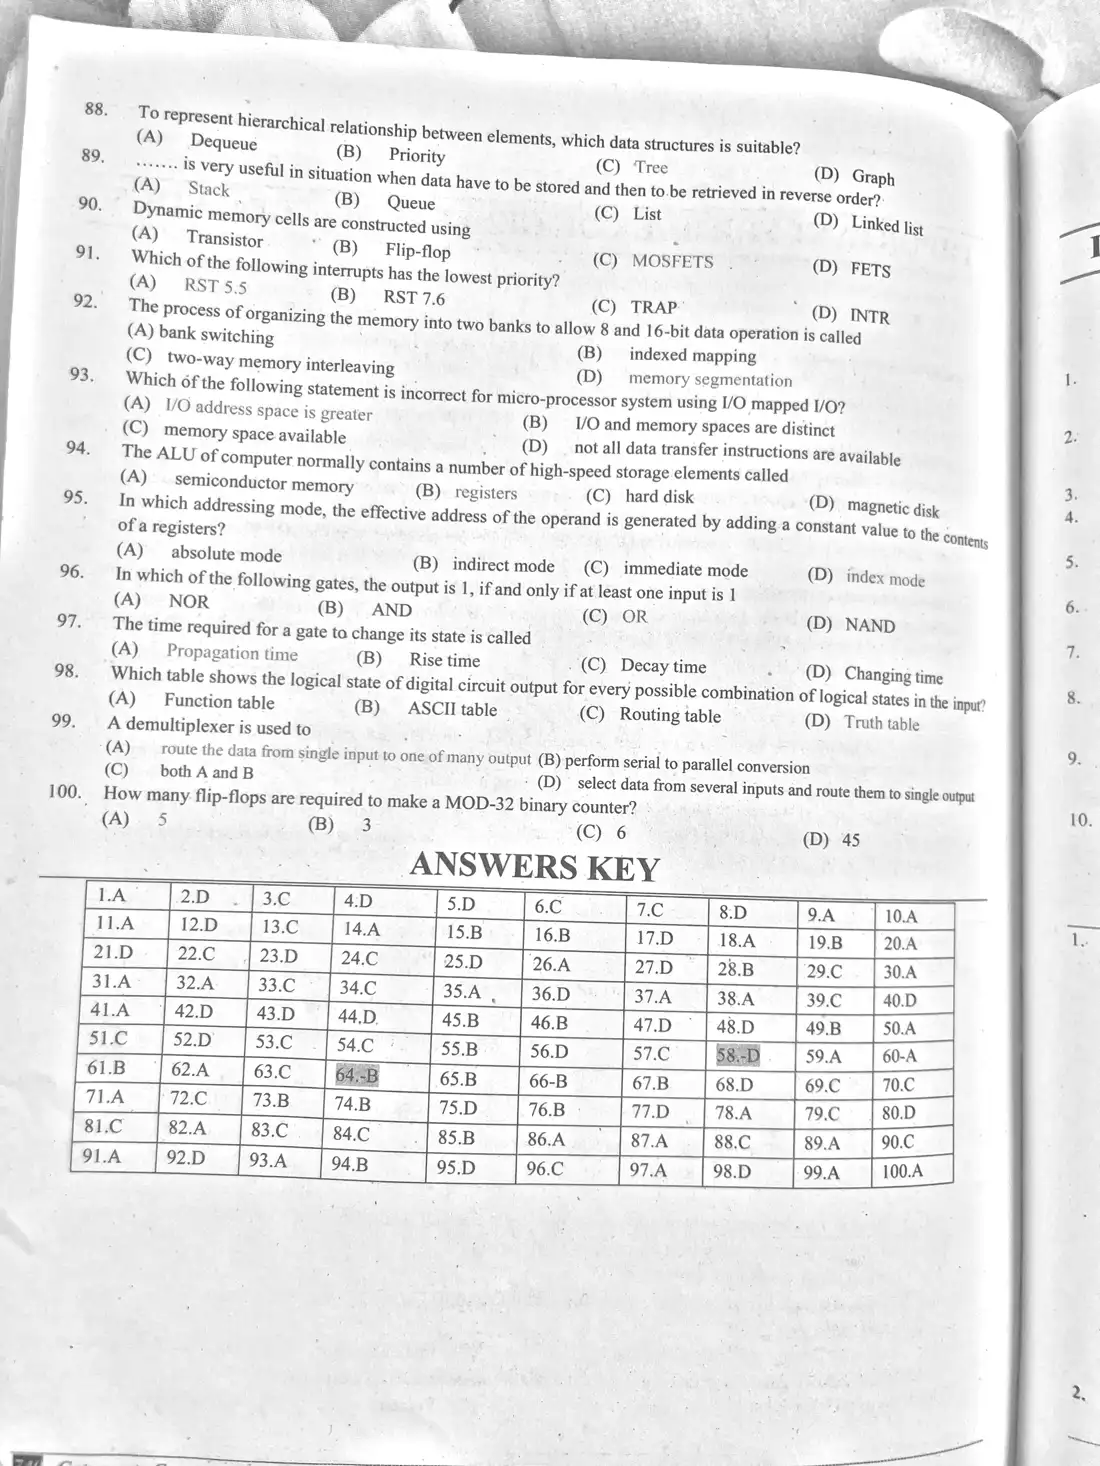 88. To represent hierarchical relationship between elements, which data structures is suitable?
(A) Dequeue (B) Priority (C) Tree (D) Graph
89. ....... is very useful in situation when data have to be stored and then to be retrieved in reverse order?
(A) Stack (B) Queue (C) List (D) Linked list
90. Dynamic memory cells are constructed using
(A) Transistor (B) Flip-flop (C) MOSFETS (D) FETS
91. Which of the following interrupts has the lowest priority?
(A) RST 5.5 (B) RST 7.6 (C) TRAP (D) INTR
92. The process of organizing the memory into two banks to allow 8 and 16-bit data operation is called
(A) bank switching (B) indexed mapping
(C) two-way memory interleaving (D) memory segmentation
93. Which of the following statement is incorrect for micro-processor system using I/O mapped I/O?
(A) I/O address space is greater (B) I/O and memory spaces are distinct
(C) memory space available (D) not all data transfer instructions are available
94. The ALU of computer normally contains a number of high-speed storage elements called
(A) semiconductor memory (B) registers (C) hard disk (D) magnetic disk
95. In which addressing mode, the effective address of the operand is generated by adding a constant value to the contents
of a registers?
(A) absolute mode (B) indirect mode (C) immediate mode (D) index mode
96. In which of the following gates, the output is 1, if and only if at least one input is 1
(A) NOR (B) AND (C) OR (D) NAND
97. The time required for a gate to change its state is called
(A) Propagation time (B) Rise time (C) Decay time (D) Changing time
98. Which table shows the logical state of digital circuit output for every possible combination of logical states in the input?
(A) Function table (B) ASCII table (C) Routing table (D) Truth table
99. A demultiplexer is used to
(A) route the data from single input to one of many output (B) perform serial to parallel conversion
(C) both A and B (D) select data from several inputs and route them to single output
100. How many flip-flops are required to make a MOD-32 binary counter?
(A) 5 (B) 3 (C) 6 (D) 45
ANSWERS KEY
1.A 2.D 3.C 4.D 5.D 6.C 7.C 8.D 9.A 10.A
11.A 12.D 13.C 14.A 15.B 16.B 17.D 18.A 19.B 20.A
21.D 22.C 23.D 24.C 25.D 26.A 27.D 28.B 29.C 30.A
31.A 32.A 33.C 34.C 35.A 36.D 37.A 38.A 39.C 40.D
41.A 42.D 43.D 44.D 45.B 46.B 47.D 48.D 49.B 50.A
51.C 52.D 53.C 54.C 55.B 56.D 57.C 58.-D 59.A 60-A
61.B 62.A 63.C 64.-B 65.B 66-B 67.B 68.D 69.C 70.C
71.A 72.C 73.B 74.B 75.D 76.B 77.D 78.A 79.C 80.D
81.C 82.A 83.C 84.C 85.B 86.A 87.A 88.C 89.A 90.C
91.A 92.D 93.A 94.B 95.D 96.C 97.A 98.D 99.A 100.A
1.
2.
3.
4.
5.
6.
7.
8.
9.
10.
1.
2.